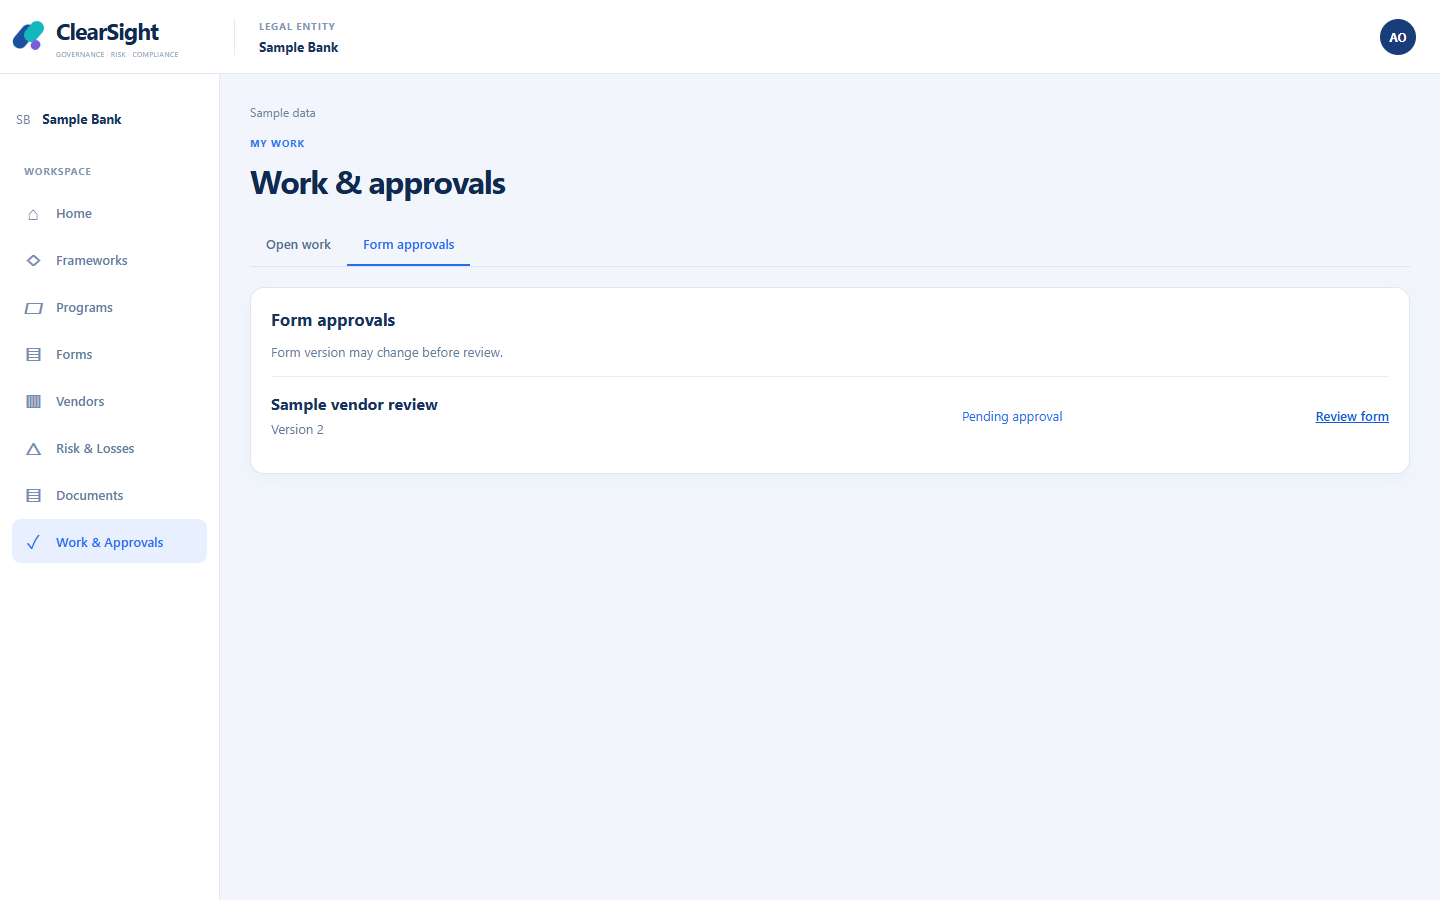 ClearSight
GOVERNANCE · RISK · COMPLIANCE
LEGAL ENTITY
Sample Bank
AO
SB Sample Bank
WORKSPACE
Home
Frameworks
Programs
Forms
Vendors
Risk & Losses
Documents
Work & Approvals
Sample data
MY WORK
Work & approvals
Open work
Form approvals
Form approvals
Form version may change before review.
Sample vendor review
Version 2
Pending approval
Review form